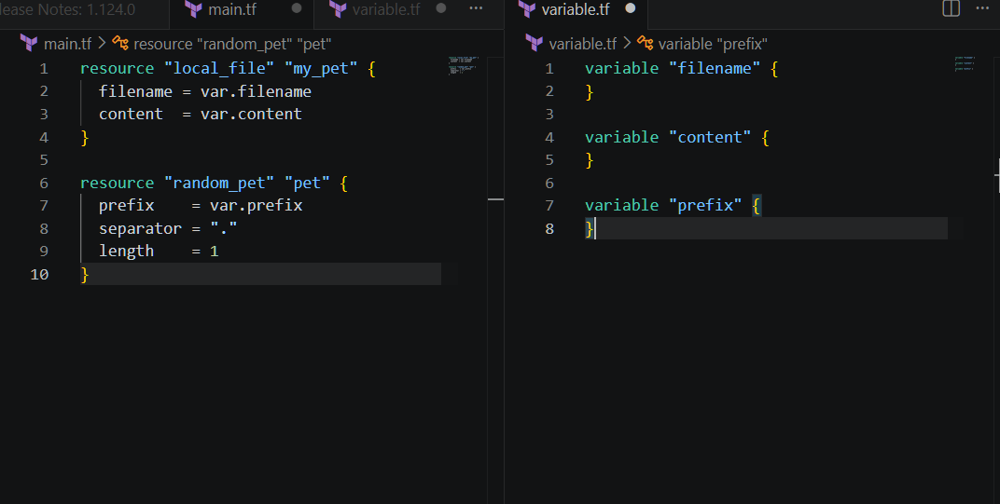 lease Notes: 1.124.0 main.tf variable.tf ...
main.tf > resource "random_pet" "pet"
1 resource "local_file" "my_pet" {
2   filename = var.filename
3   content  = var.content
4 }
5
6 resource "random_pet" "pet" {
7   prefix    = var.prefix
8   separator = "."
9   length    = 1
10 }
variable.tf ...
variable.tf > variable "prefix"
1 variable "filename" {
2 }
3
4 variable "content" {
5 }
6
7 variable "prefix" {
8 }